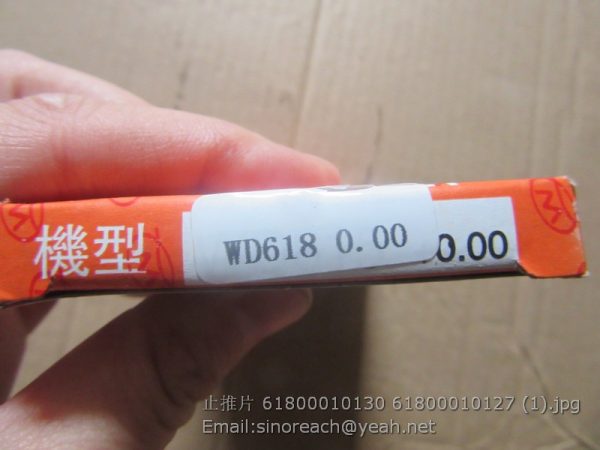 機型
WD618 0.00
0.00
止推片 61800010130 61800010127 (1).jpg
Email:sinoreach@yeah.net